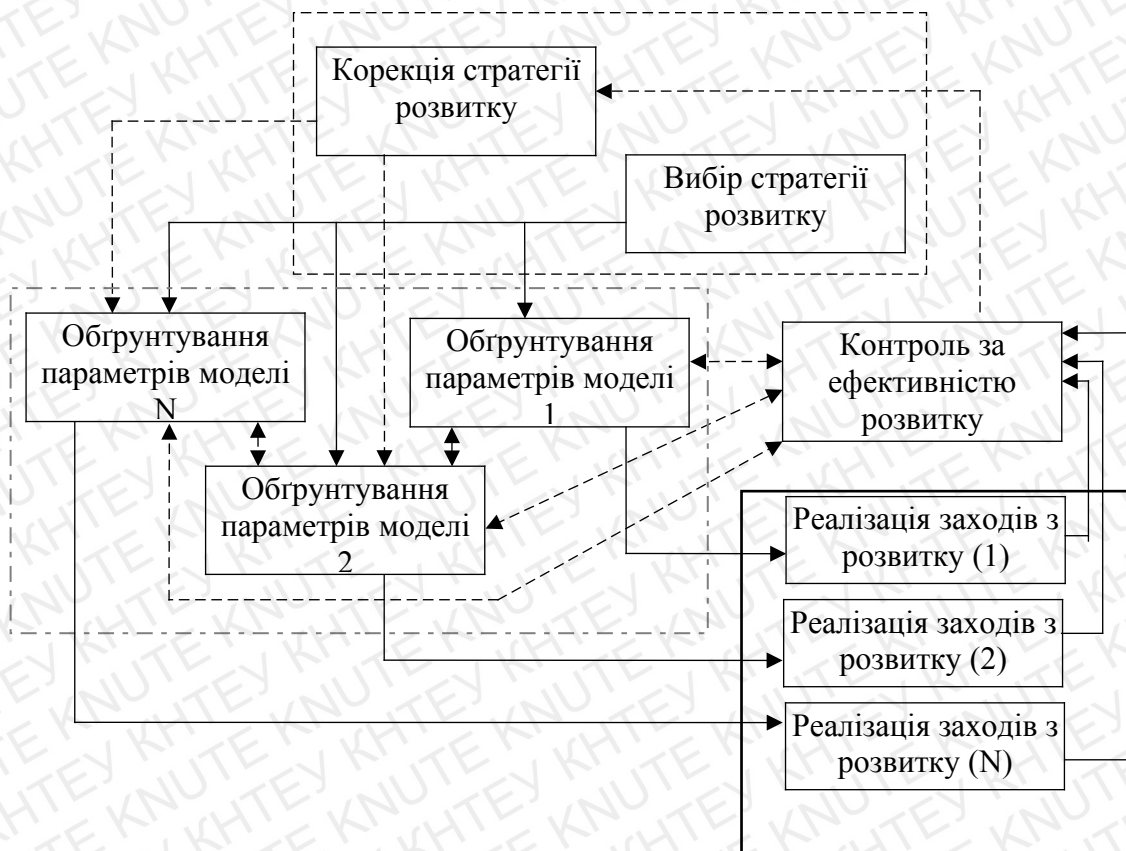 Корекція стратегії
розвитку
Вибір стратегії
розвитку
Обґрунтування
параметрів моделі
N
Обґрунтування
параметрів моделі
1
Контроль за
ефективністю
розвитку
Обґрунтування
параметрів моделі
2
Реалізація заходів з
розвитку (1)
Реалізація заходів з
розвитку (2)
Реалізація заходів з
розвитку (N)